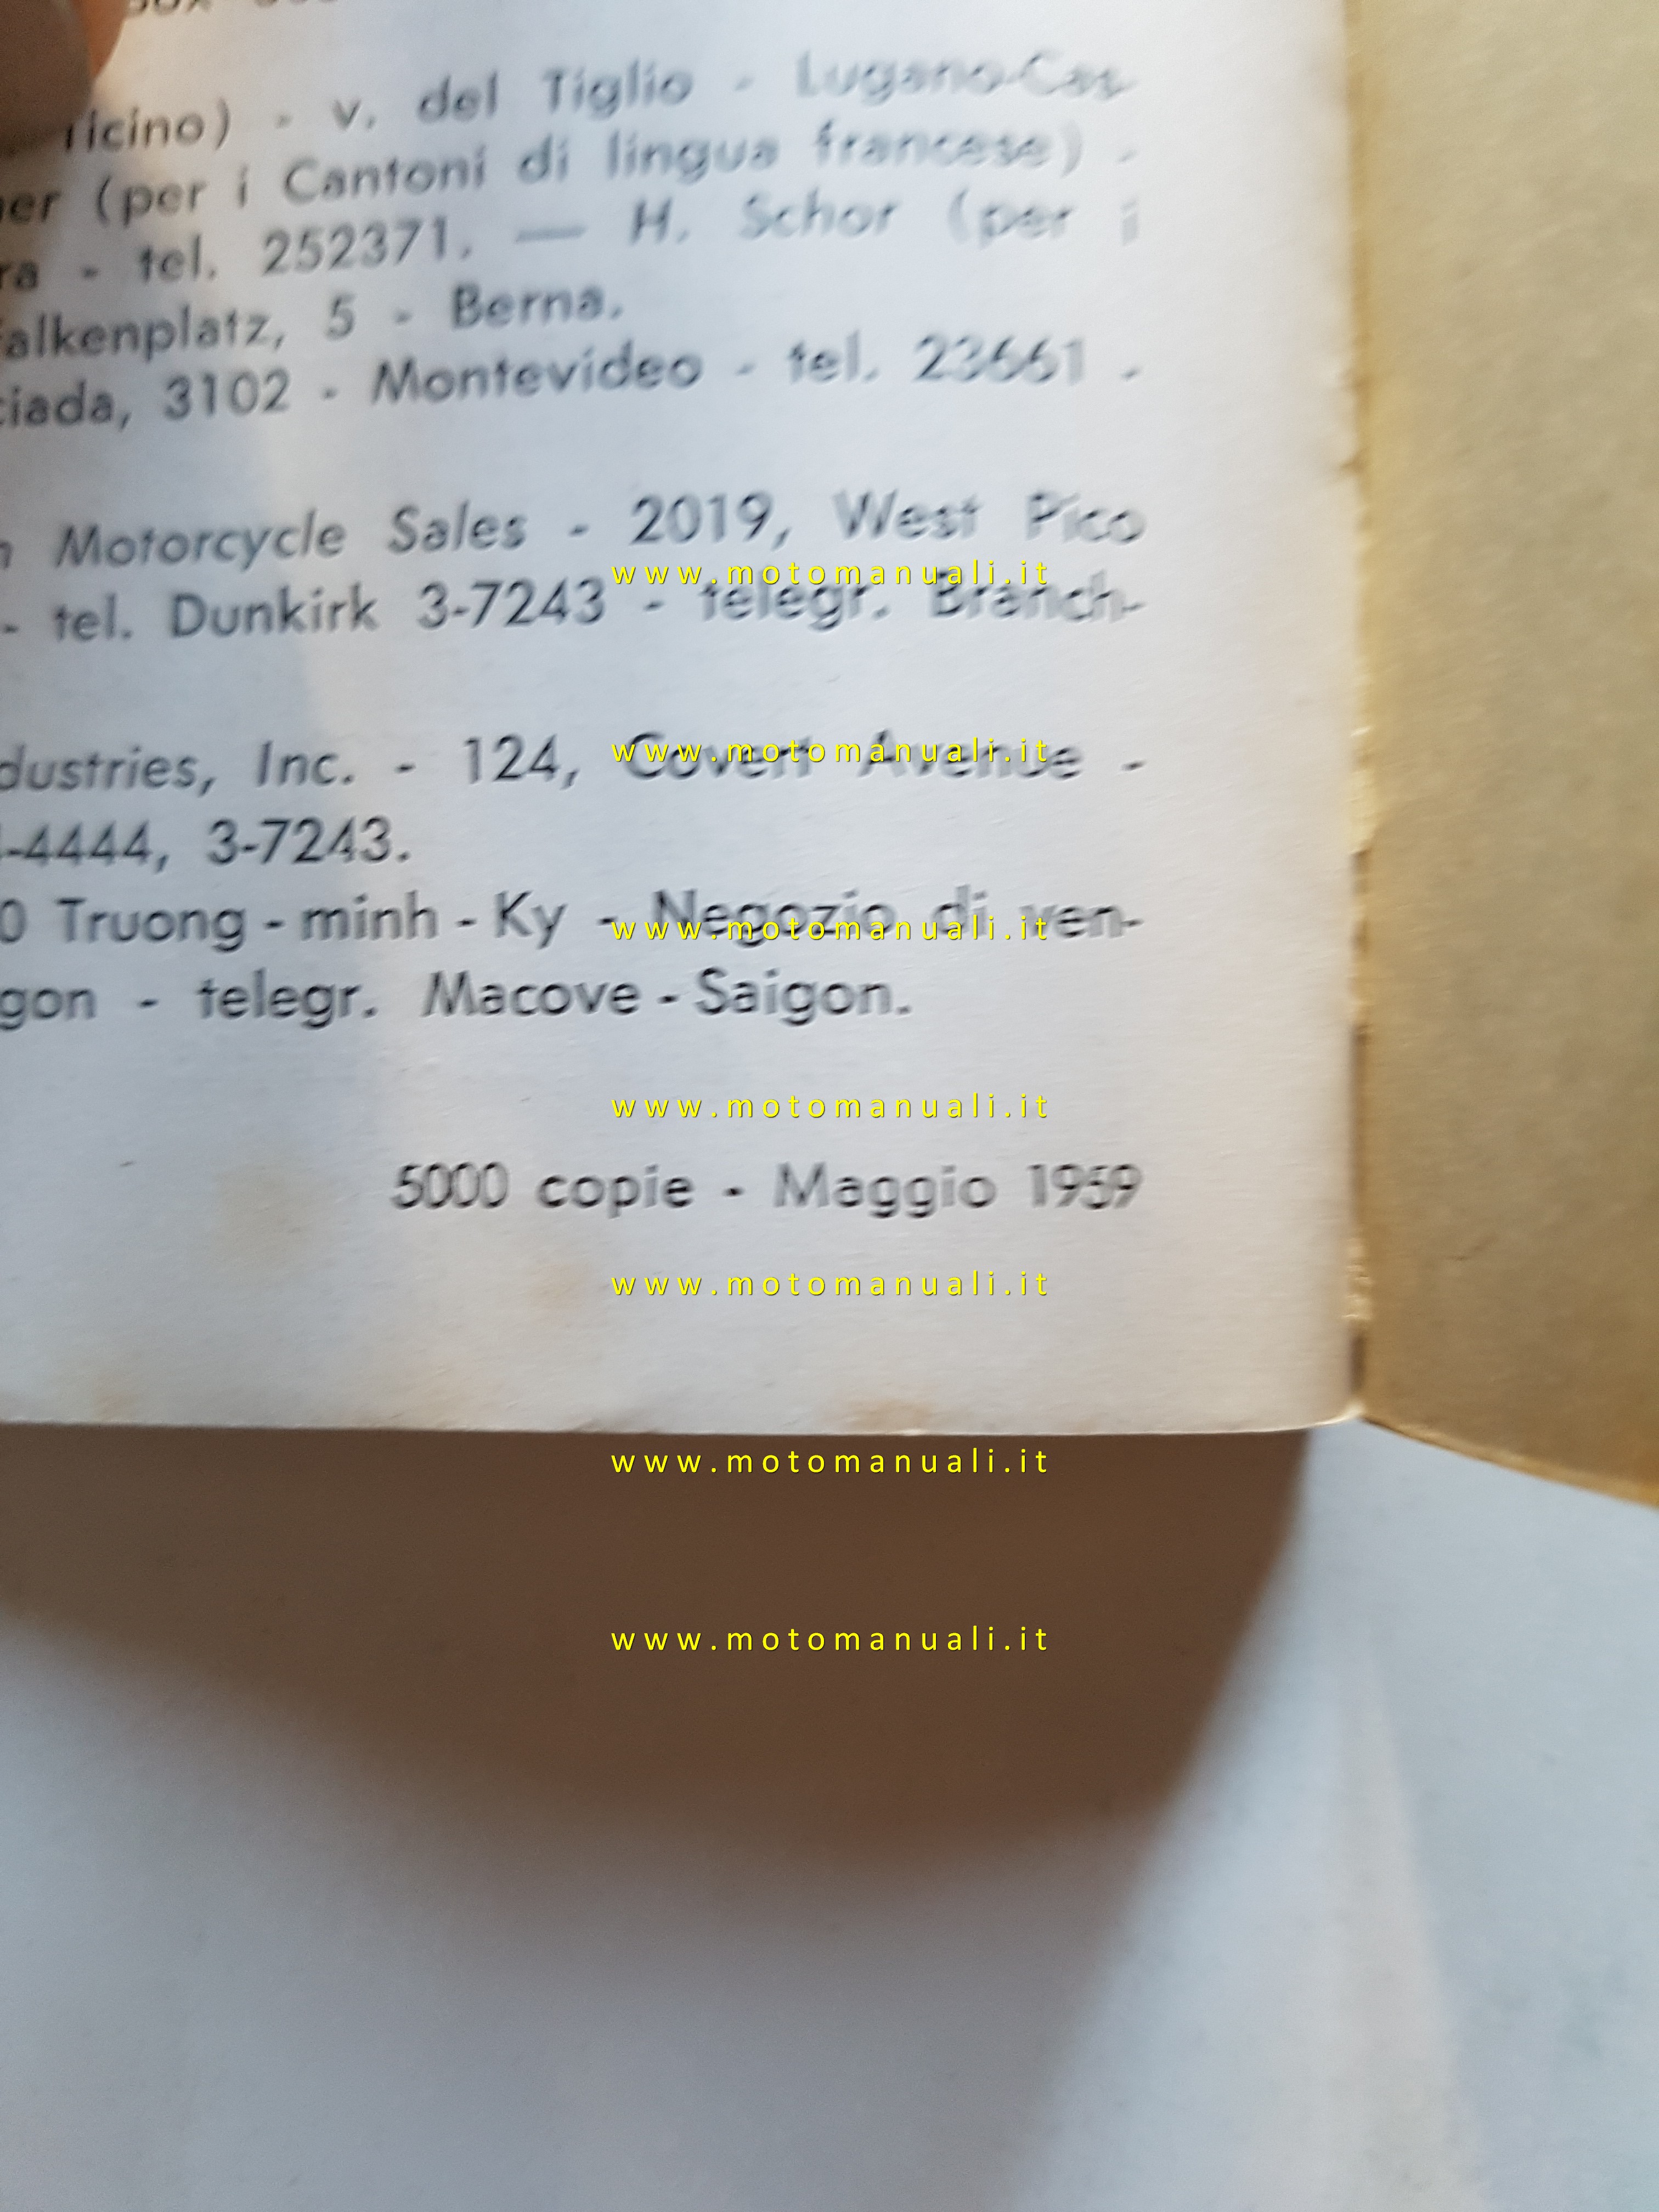 Ticino) - v. del Tiglio - Lugano-Cas-
er (per i Cantoni di lingua francese) -
ra - tel. 252371. — H. Schor (per i
alkenplatz, 5 - Berna.
ciada, 3102 - Montevideo - tel. 23661 -
n Motorcycle Sales - 2019, West Pico
www.motomanuali.it
- tel. Dunkirk 3-7243 - telegr. Branch-
dustries, Inc. - 124, Covert Avenue -
www.motomanuali.it
-4444, 3-7243.
0 Truong - minh - Ky - Negozio di ven-
www.motomanuali.it
gon - telegr. Macove - Saigon.
www.motomanuali.it
5000 copie - Maggio 1959
www.motomanuali.it
www.motomanuali.it
www.motomanuali.it